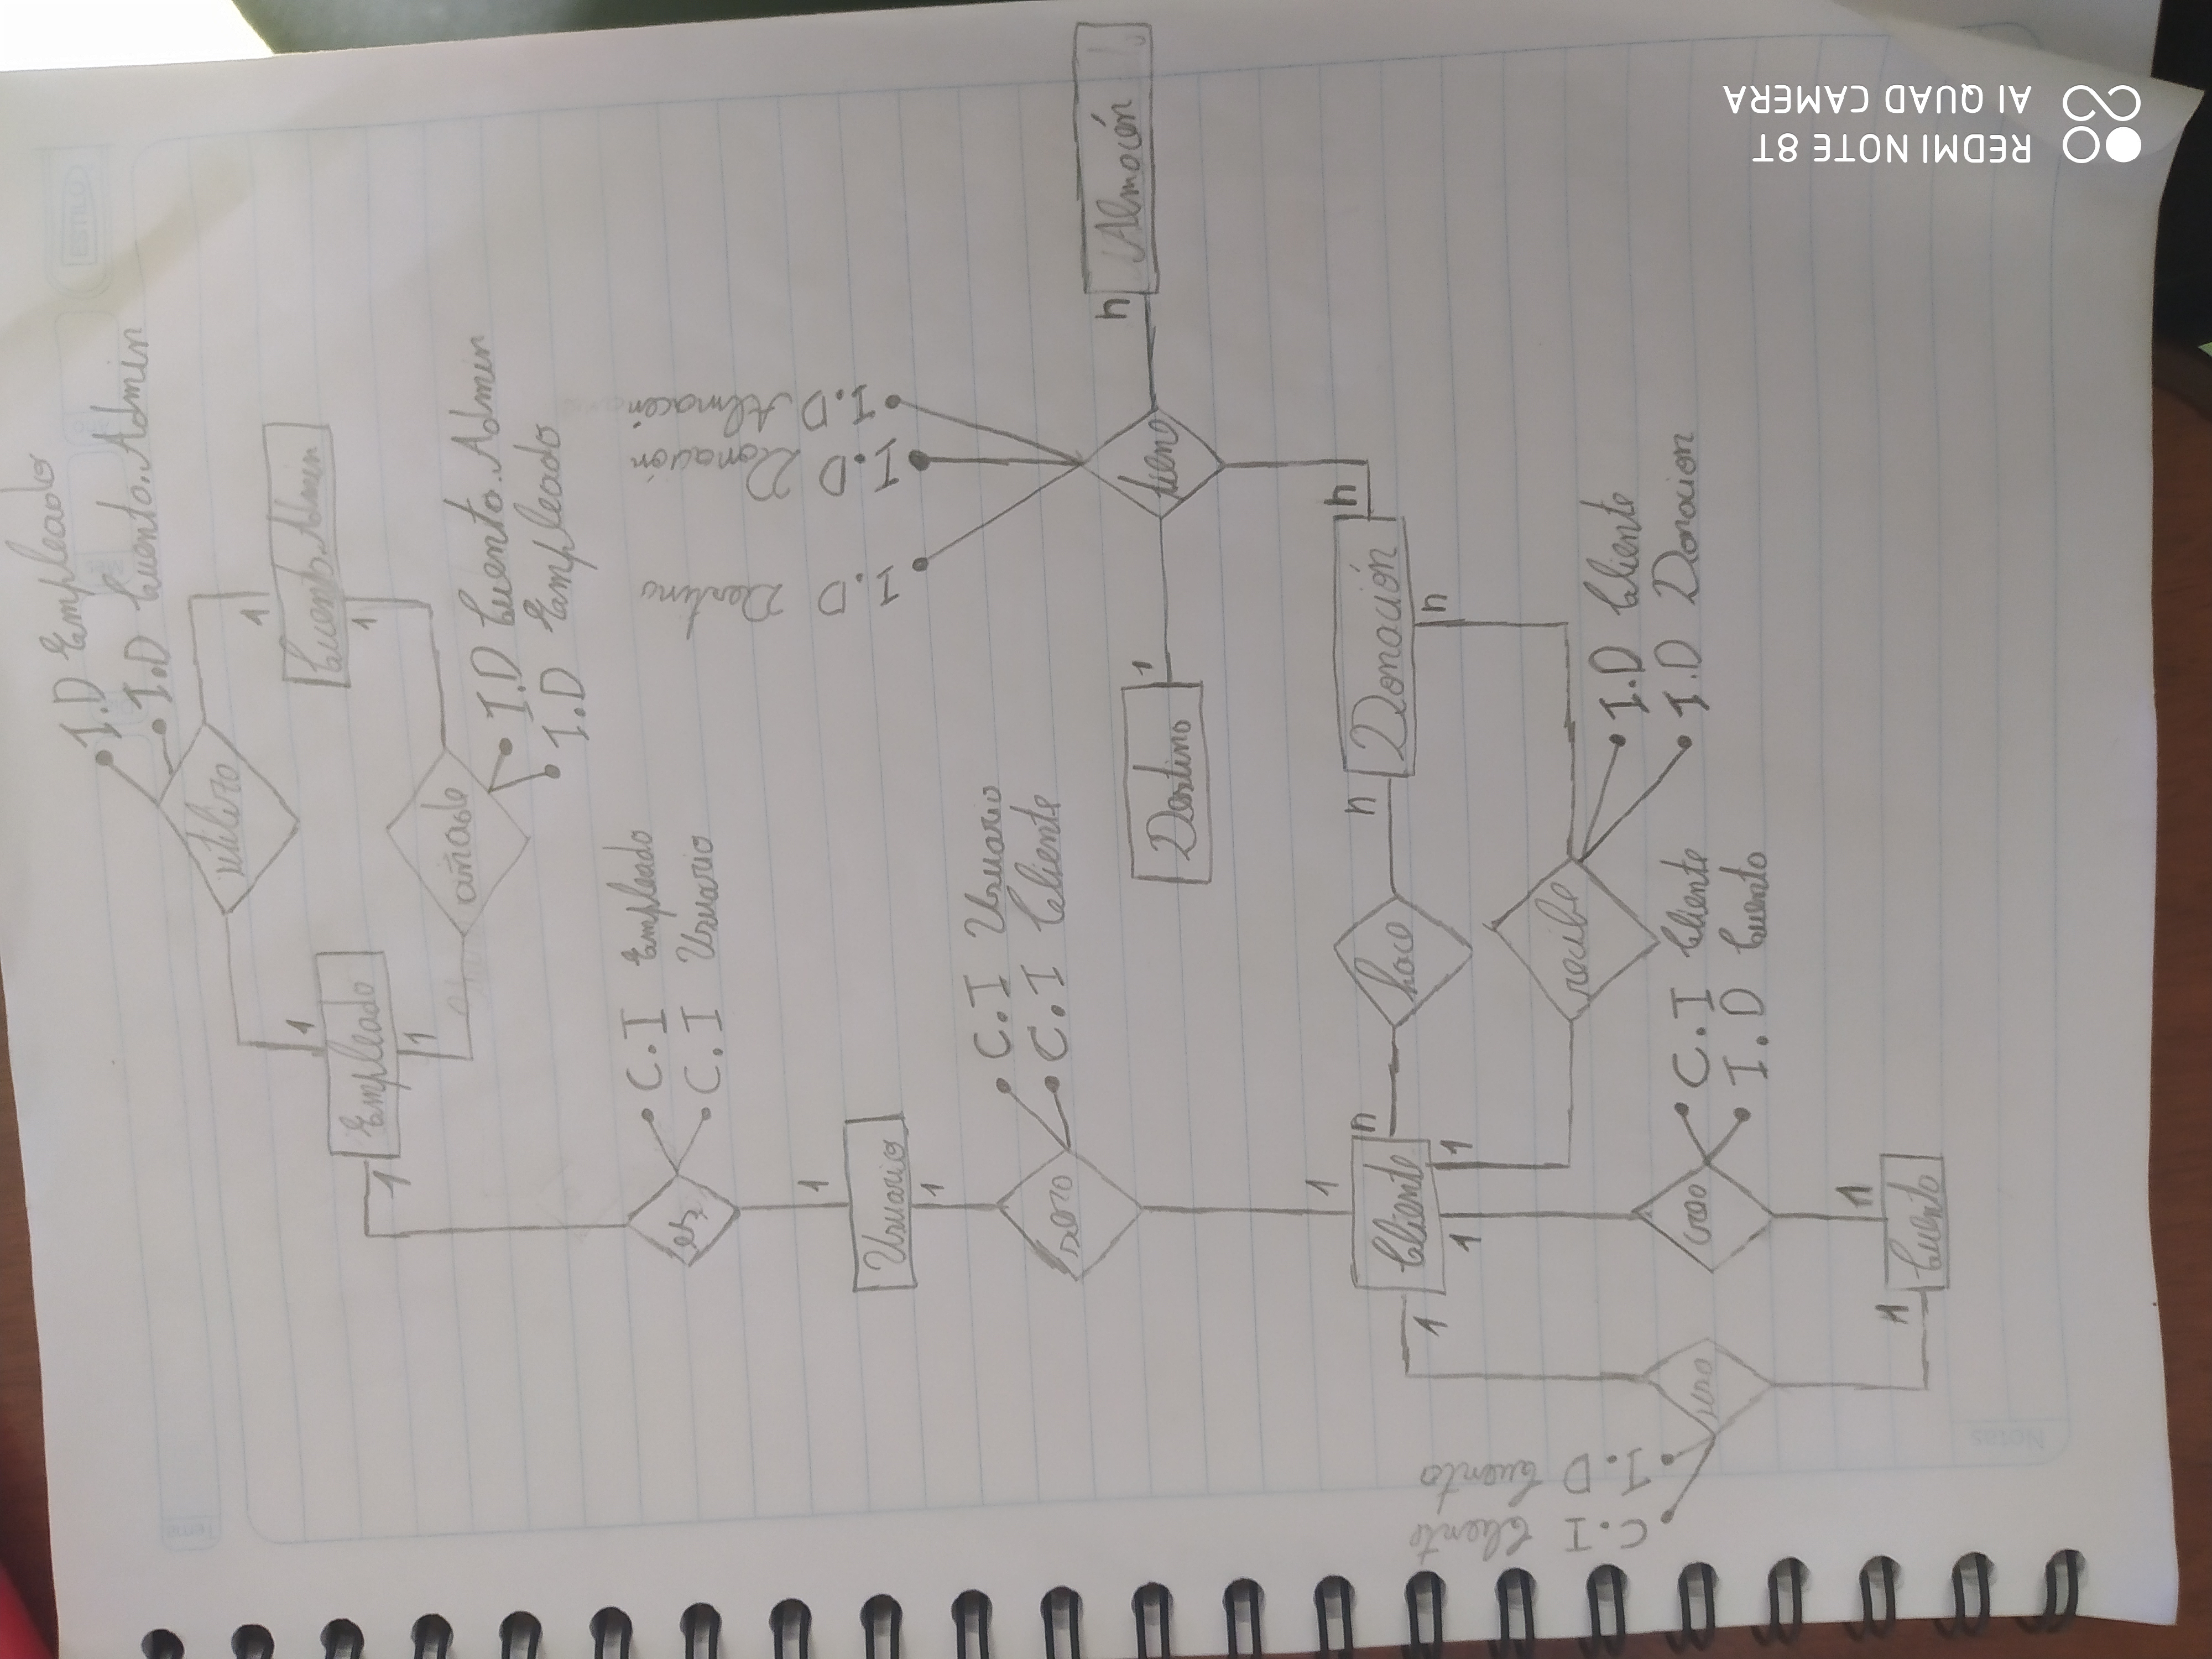 Tema
I.D Empleado
I.D Cuenta.Admin
ESTILO
utiliza
Empleado
1
1
1
1
1
Cuenta.Admin
añade
I.D Cuenta.Admin
I.D Empleado
es
C.I Empleado
C.I Usuario
1
Usuario
1
I.D Destino
I.D Donación
I.D Almacén
sera
C.I Usuario
C.I Cliente
1
Destino
1
tiene
n
Almacén
Cliente
n
hace
n
Donación
n
1
1
1
recibe
n
I.D Cliente
I.D Donacion
C.I Cliente
I.D Cuenta
usa
crea
C.I Cliente
I.D Cuenta
1
1
Cuenta
Notas
REDMI NOTE 8T
AI QUAD CAMERA